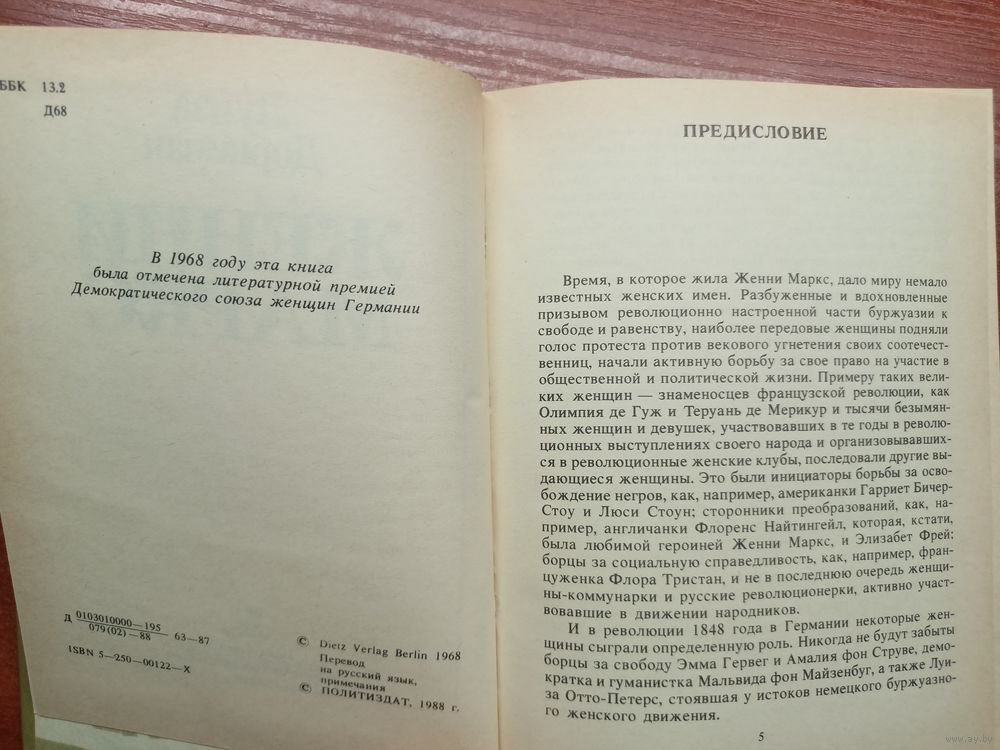 ББК 13.2
Д68
В 1968 году эта книга
была отмечена литературной премией
Демократического союза женщин Германии
Д 0103010000—195
079(02)—88
63—87
ISBN 5—250—00122—X
© Dietz Verlag Berlin 1968
Перевод
на русский язык,
примечания
© ПОЛИТИЗДАТ, 1988 г.
ПРЕДИСЛОВИЕ
Время, в которое жила Женни Маркс, дало миру немало
известных женских имен. Разбуженные и вдохновленные
призывом революционно настроенной части буржуазии к
свободе и равенству, наиболее передовые женщины подняли
голос протеста против векового угнетения своих соотечест-
венниц, начали активную борьбу за свое право на участие в
общественной и политической жизни. Примеру таких вели-
ких женщин — знаменосцев французской революции, как
Олимпия де Гуж и Теруань де Мерикур и тысячи безымян-
ных женщин и девушек, участвовавших в те годы в револю-
ционных выступлениях своего народа и организовывавших-
ся в революционные женские клубы, последовали другие вы-
дающиеся женщины. Это были инициаторы борьбы за осво-
бождение негров, как, например, американки Гарриет Бичер-
Стоу и Люси Стоун; сторонники преобразований, как, на-
пример, англичанки Флоренс Найтингейл, которая, кстати,
была любимой героиней Женни Маркс, и Элизабет Фрей;
борцы за социальную справедливость, как, например, фран-
цуженка Флора Тристан, и не в последнюю очередь женщи-
ны-коммунарки и русские революционерки, активно участ-
вовавшие в движении народников.
И в революции 1848 года в Германии некоторые жен-
щины сыграли определенную роль. Никогда не будут забыты
борцы за свободу Эмма Гервег и Амалия фон Струве, демо-
кратка и гуманистка Мальвида фон Майзенбуг, а также Луи-
за Отто-Петерс, стоявшая у истоков немецкого буржуазно-
го женского движения.
5
www.ay.by